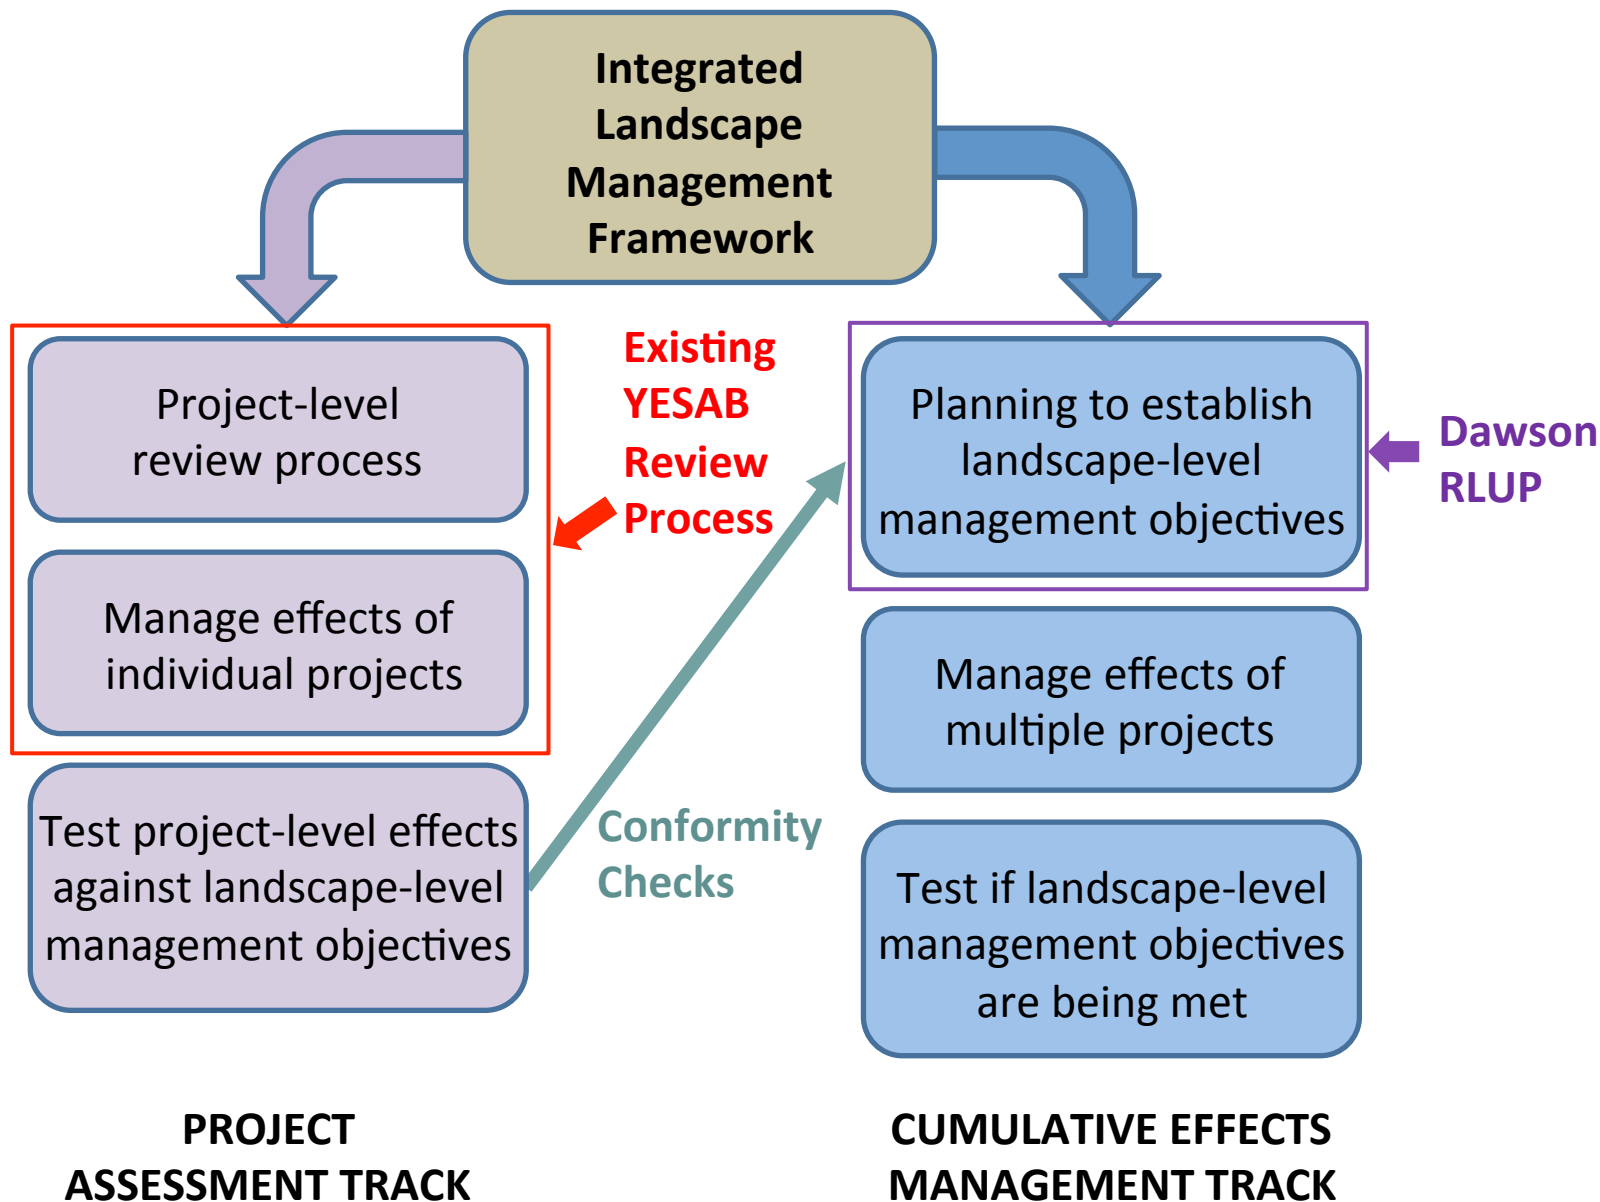 Integrated
Landscape
Management
Framework
Existing
YESAB
Review
Process
Project-level
review process
Manage effects of
individual projects
Test project-level effects
against landscape-level
management objectives
Conformity
Checks
Planning to establish
landscape-level
management objectives
Dawson
RLUP
Manage effects of
multiple projects
Test if landscape-level
management objectives
are being met
PROJECT
ASSESSMENT TRACK
CUMULATIVE EFFECTS
MANAGEMENT TRACK